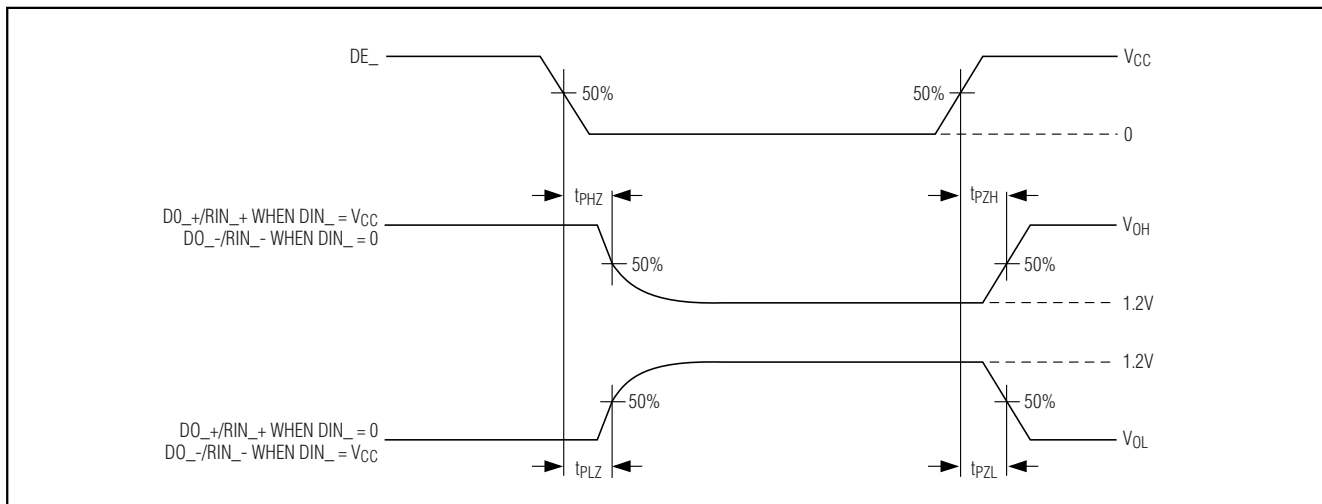 DE_
VCC
50%
50%
0
tPHZ
tPZH
DO_+/RIN_+ WHEN DIN_ = VCC
DO_-/RIN_- WHEN DIN_ = 0
VOH
50%
50%
1.2V
1.2V
50%
50%
DO_+/RIN_+ WHEN DIN_ = 0
DO_-/RIN_- WHEN DIN_ = VCC
VOL
tPLZ
tPZL